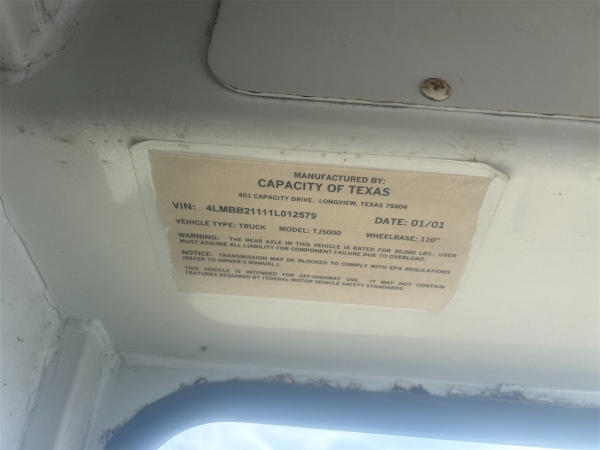 MANUFACTURED BY:
CAPACITY OF TEXAS
401 CAPACITY DRIVE. LONGVIEW, TEXAS 75604
VIN: 4LMBB21111L012579 DATE: 01/01
VEHICLE TYPE: TRUCK MODEL: TJ5000 WHEELBASE: 110"
WARNING: THE REAR AXLE IN THIS VEHICLE IS RATED FOR 30,000 LBS.. USER
MUST ASSUME ALL LIABILITY FOR COMPONENT FAILURE DUE TO OVERLOAD.
NOTICE: TRANSMISSION MAY BE BLOCKED TO COMPLY WITH EPA REGULATIONS
(REFER TO OWNER'S MANUAL.)
THIS VEHICLE IS INTENDED FOR OFF-HIGHWAY USE. IT MAY NOT CONTAIN
FEATURES REQUIRED BY FEDERAL MOTOR VEHICLE SAFETY STANDARDS.